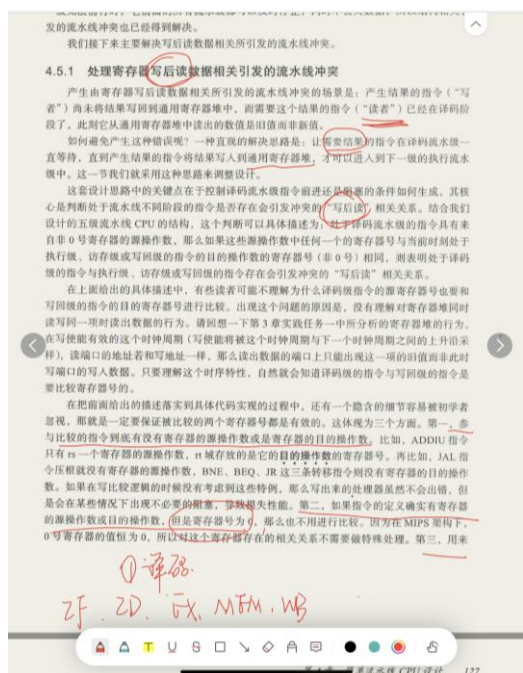 发的流水线冲突也已经得到解决。
我们接下来主要解决写后读数据相关所引发的流水线冲突。
4.5.1 处理寄存器写后读数据相关引发的流水线冲突
产生由寄存器写后读数据相关所引发的流水线冲突的场景是：产生结果的指令（“写
者”）尚未将结果写回到通用寄存器堆中，而需要这个结果的指令（“读者”）已经在译码阶
段了，此刻它从通用寄存器堆中读出的数值是旧值而非新值。
如何避免产生这种错误呢？一种直观的解决思路是：让需要结果的指令在译码流水级一
直等待，直到产生结果的指令将结果写入到通用寄存器堆，才可以进入到下一级的执行流水
级中。这一节我们就采用这种思路来调整设计。
这套设计思路中的关键点在于控制译码流水级指令前进还是阻塞的条件如何生成，其核
心是判断处于流水线不同阶段的指令是否存在会引发冲突的“写后读”相关关系。结合我们
设计的五级流水线 CPU 的结构，这个判断可以具体描述为：处于译码流水级的指令具有来
自非 0 号寄存器的源操作数，那么如果这些源操作数中任何一个的寄存器号与当前时刻处于
执行级、访存级或写回级的指令的目的操作数的寄存器号（非 0 号）相同，则表明处于译码
级的指令与执行级、访存级或写回级的指令存在会引发冲突的“写后读”相关关系。
在上面给出的具体描述中，有些读者可能不理解为什么译码级指令的源寄存器号也要和
写回级的指令的目的寄存器号进行比较。出现这个问题的原因是，没有理解对寄存器堆同时
读写同一项时读出数据的行为。请回想一下第 3 章实践任务一中所分析的寄存器堆的行为，
在写使能有效的这个时钟周期（写使能将被这个时钟周期与下一个时钟周期之间的上升沿采
样），读端口的地址若和写地址一样，那么读出数据的端口上只能出现这一项的旧值而非此时
写端口的写入数据。只要理解这个时序特性，自然就会知道译码级的指令与写回级的指令是
要比较寄存器号的。
在把前面给出的描述落实到具体代码实现的过程中，还有一个隐含的细节容易被初学者
忽视，那就是一定要保证被比较的两个寄存器号都是有效的。这体现为三个方面。第一，参
与比较的指令到底有没有寄存器的源操作数或是寄存器的目的操作数。比如，ADDIU 指令
只有 rs 一个寄存器的源操作数，rt 域存放的是它的目的操作数的寄存器号。再比如，JAL 指
令压根就没有寄存器的源操作数，BNE、BEQ、JR 这三条转移指令则没有寄存器的目的操作
数。如果在写比较逻辑的时候没有考虑到这些特例，那么写出来的处理器虽然不会出错，但
是会在某些情况下出现不必要的阻塞，导致损失性能。第二，如果指令的定义确实有寄存器
的源操作数或目的操作数，但是寄存器号为 0，那么也不用进行比较。因为在 MIPS 架构下，
0 号寄存器的值恒为 0，所以对这个寄存器存在的相关关系不需要做特殊处理。第三，用来
①译码
IF、ID、EX、MEM、WB
127